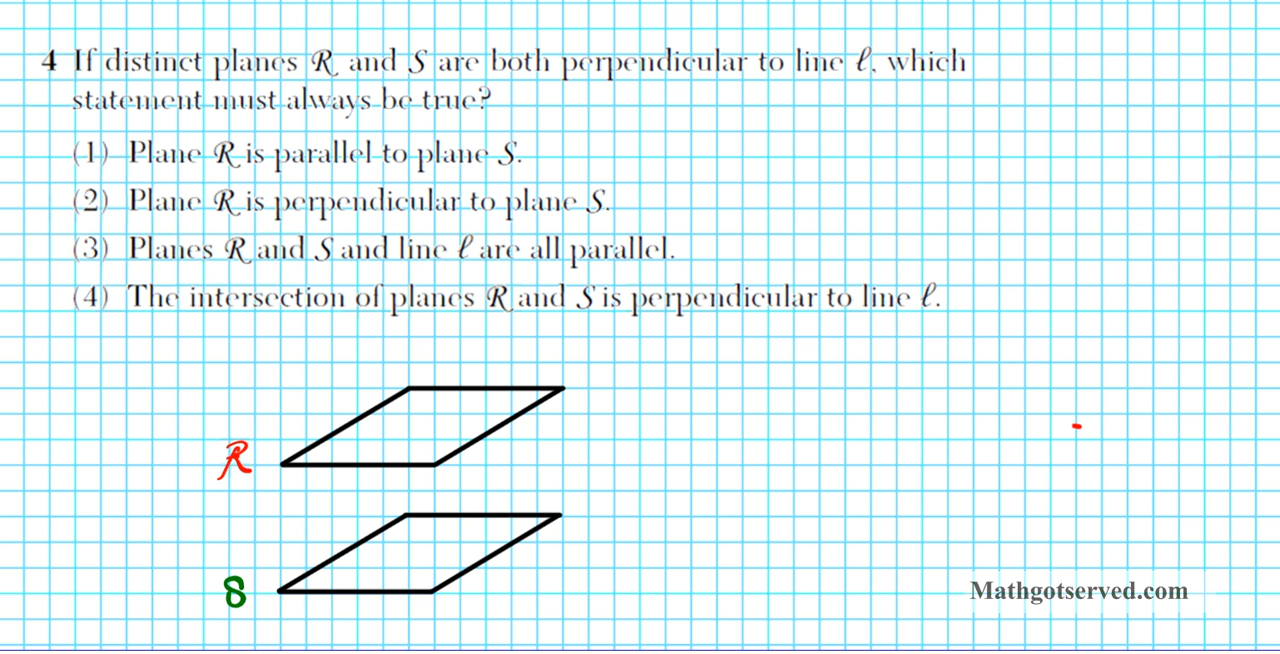 4 If distinct planes R and S are both perpendicular to line ℓ, which
statement must always be true?
(1) Plane R is parallel to plane S.
(2) Plane R is perpendicular to plane S.
(3) Planes R and S and line ℓ are all parallel.
(4) The intersection of planes R and S is perpendicular to line ℓ.
R
S
Mathgotserved.com